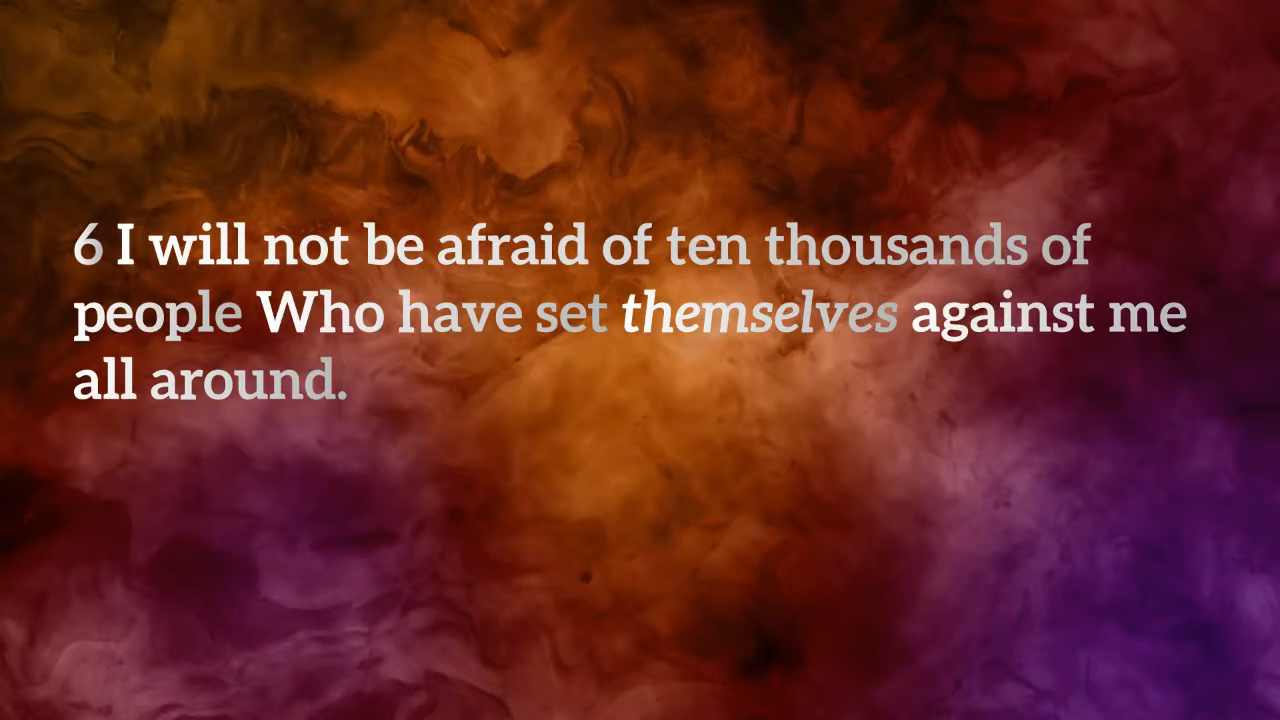 6 I will not be afraid of ten thousands of
people Who have set themselves against me
all around.